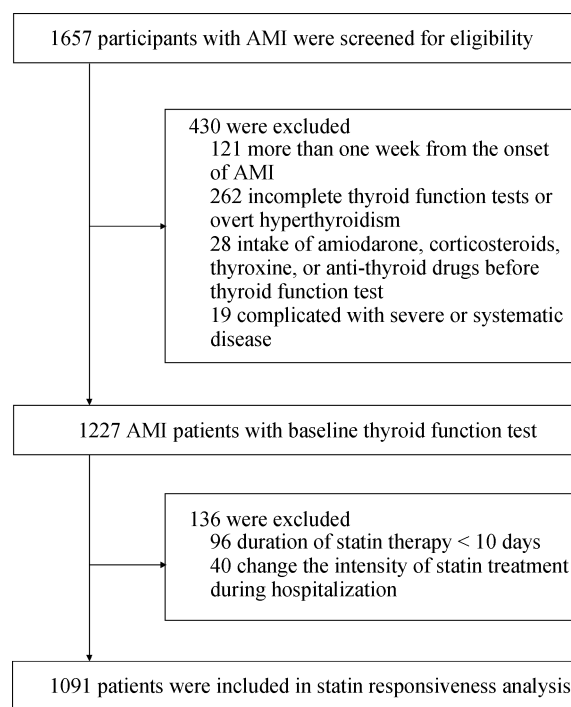 1657 participants with AMI were screened for eligibility
430 were excluded
121 more than one week from the onset
of AMI
262 incomplete thyroid function tests or
overt hyperthyroidism
28 intake of amiodarone, corticosteroids,
thyroxine, or anti-thyroid drugs before
thyroid function test
19 complicated with severe or systematic
disease
1227 AMI patients with baseline thyroid function test
136 were excluded
96 duration of statin therapy < 10 days
40 change the intensity of statin treatment
during hospitalization
1091 patients were included in statin responsiveness analysis